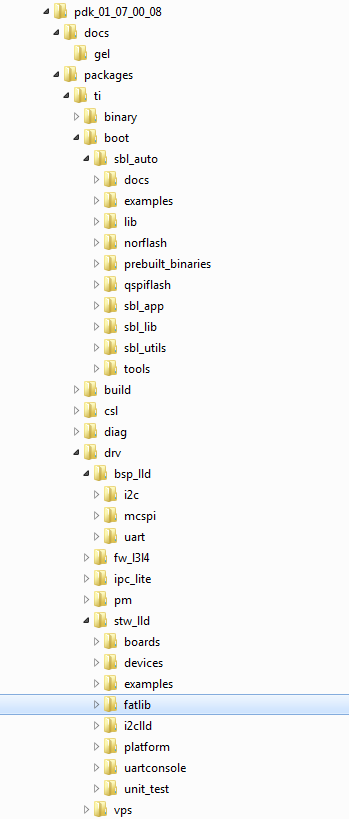 pdk_01_07_00_08
docs
gel
packages
ti
binary
boot
sbl_auto
docs
examples
lib
norflash
prebuilt_binaries
qspiflash
sbl_app
sbl_lib
sbl_utils
tools
build
csl
diag
drv
bsp_lld
i2c
mcspi
uart
fw_l3l4
ipc_lite
pm
stw_lld
boards
devices
examples
fatlib
i2clld
platform
uartconsole
unit_test
vps